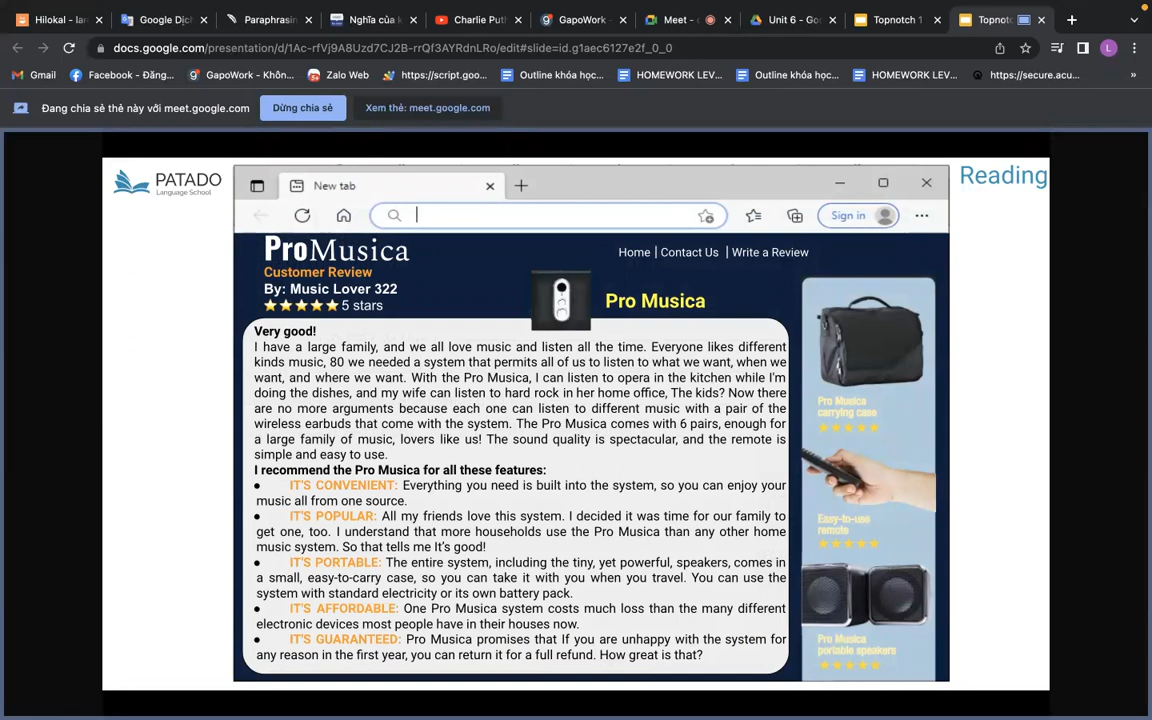 Hilokal - lan
Google Dịc
Paraphrasin
Nghĩa của
Charlie Puth
GapoWork -
Meet -
Unit 6 - Goo
Topnotch 1
Topno
docs.google.com/presentation/d/1Ac-rfVj9A8Uzd7CJ2B-rrQf3AYRdnLRo/edit#slide=id.g1aec6127e2f_0_0
L
Gmail
Facebook - Đăng...
GapoWork - Khôn...
Zalo Web
https://script.goo...
Outline khóa học...
HOMEWORK LEV...
Outline khóa học...
HOMEWORK LEV...
https://secure.acu...
»
Đang chia sẻ thẻ này với meet.google.com
Dừng chia sẻ
Xem thẻ: meet.google.com
PATADO
Language School
Reading
New tab
Sign in
ProMusica
Home | Contact Us | Write a Review
Customer Review
By: Music Lover 322
5 stars
Pro Musica
Very good!
I have a large family, and we all love music and listen all the time. Everyone likes different
kinds music, 80 we needed a system that permits all of us to listen to what we want, when we
want, and where we want. With the Pro Musica, I can listen to opera in the kitchen while I'm
doing the dishes, and my wife can listen to hard rock in her home office, The kids? Now there
are no more arguments because each one can listen to different music with a pair of the
wireless earbuds that come with the system. The Pro Musica comes with 6 pairs, enough for
a large family of music, lovers like us! The sound quality is spectacular, and the remote is
simple and easy to use.
I recommend the Pro Musica for all these features:
● IT'S CONVENIENT: Everything you need is built into the system, so you can enjoy your
music all from one source.
● IT'S POPULAR: All my friends love this system. I decided it was time for our family to
get one, too. I understand that more households use the Pro Musica than any other home
music system. So that tells me It's good!
● IT'S PORTABLE: The entire system, including the tiny, yet powerful, speakers, comes in
a small, easy-to-carry case, so you can take it with you when you travel. You can use the
system with standard electricity or its own battery pack.
● IT'S AFFORDABLE: One Pro Musica system costs much loss than the many different
electronic devices most people have in their houses now.
● IT'S GUARANTEED: Pro Musica promises that If you are unhappy with the system for
any reason in the first year, you can return it for a full refund. How great is that?
Pro Musica
carrying case
Easy-to-use
remote
Pro Musica
portable speakers